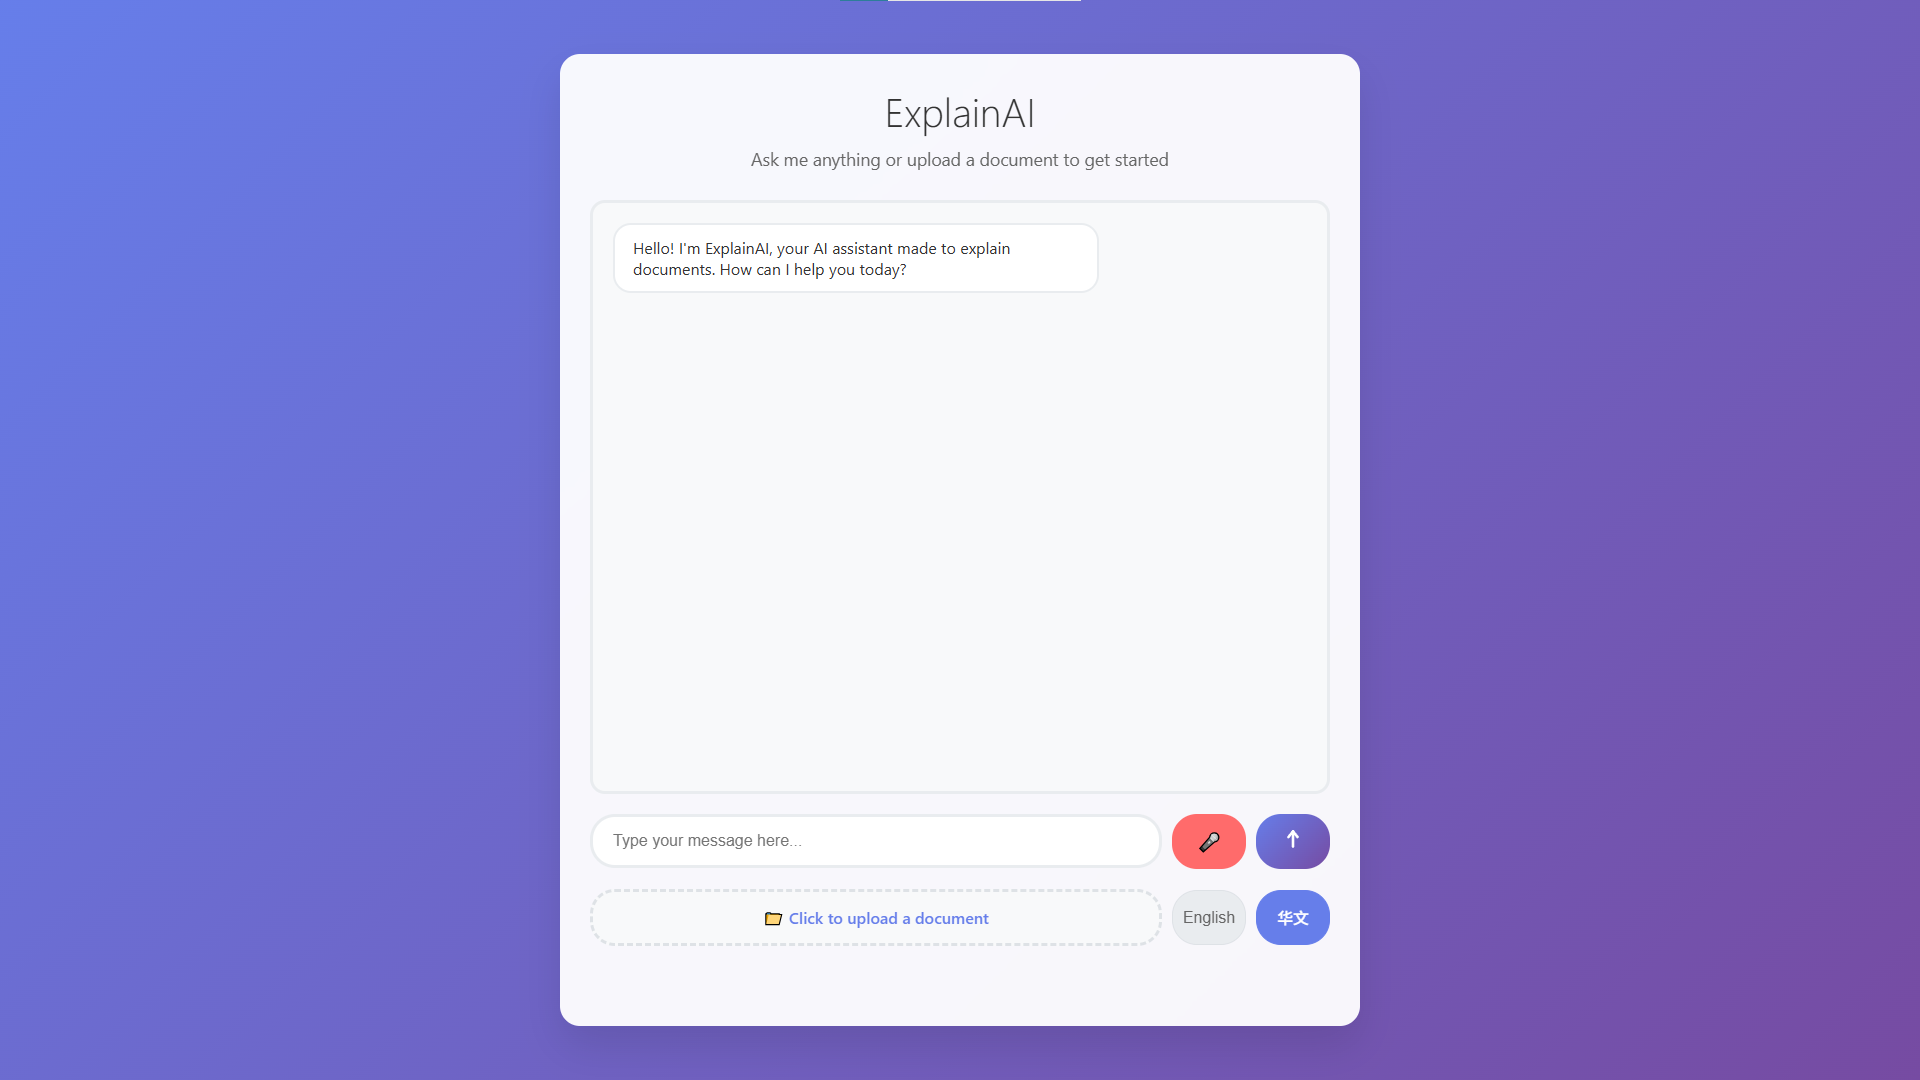 ExplainAI
Ask me anything or upload a document to get started
Hello! I'm ExplainAI, your AI assistant made to explain
documents. How can I help you today?
Type your message here...
Click to upload a document
English
华文